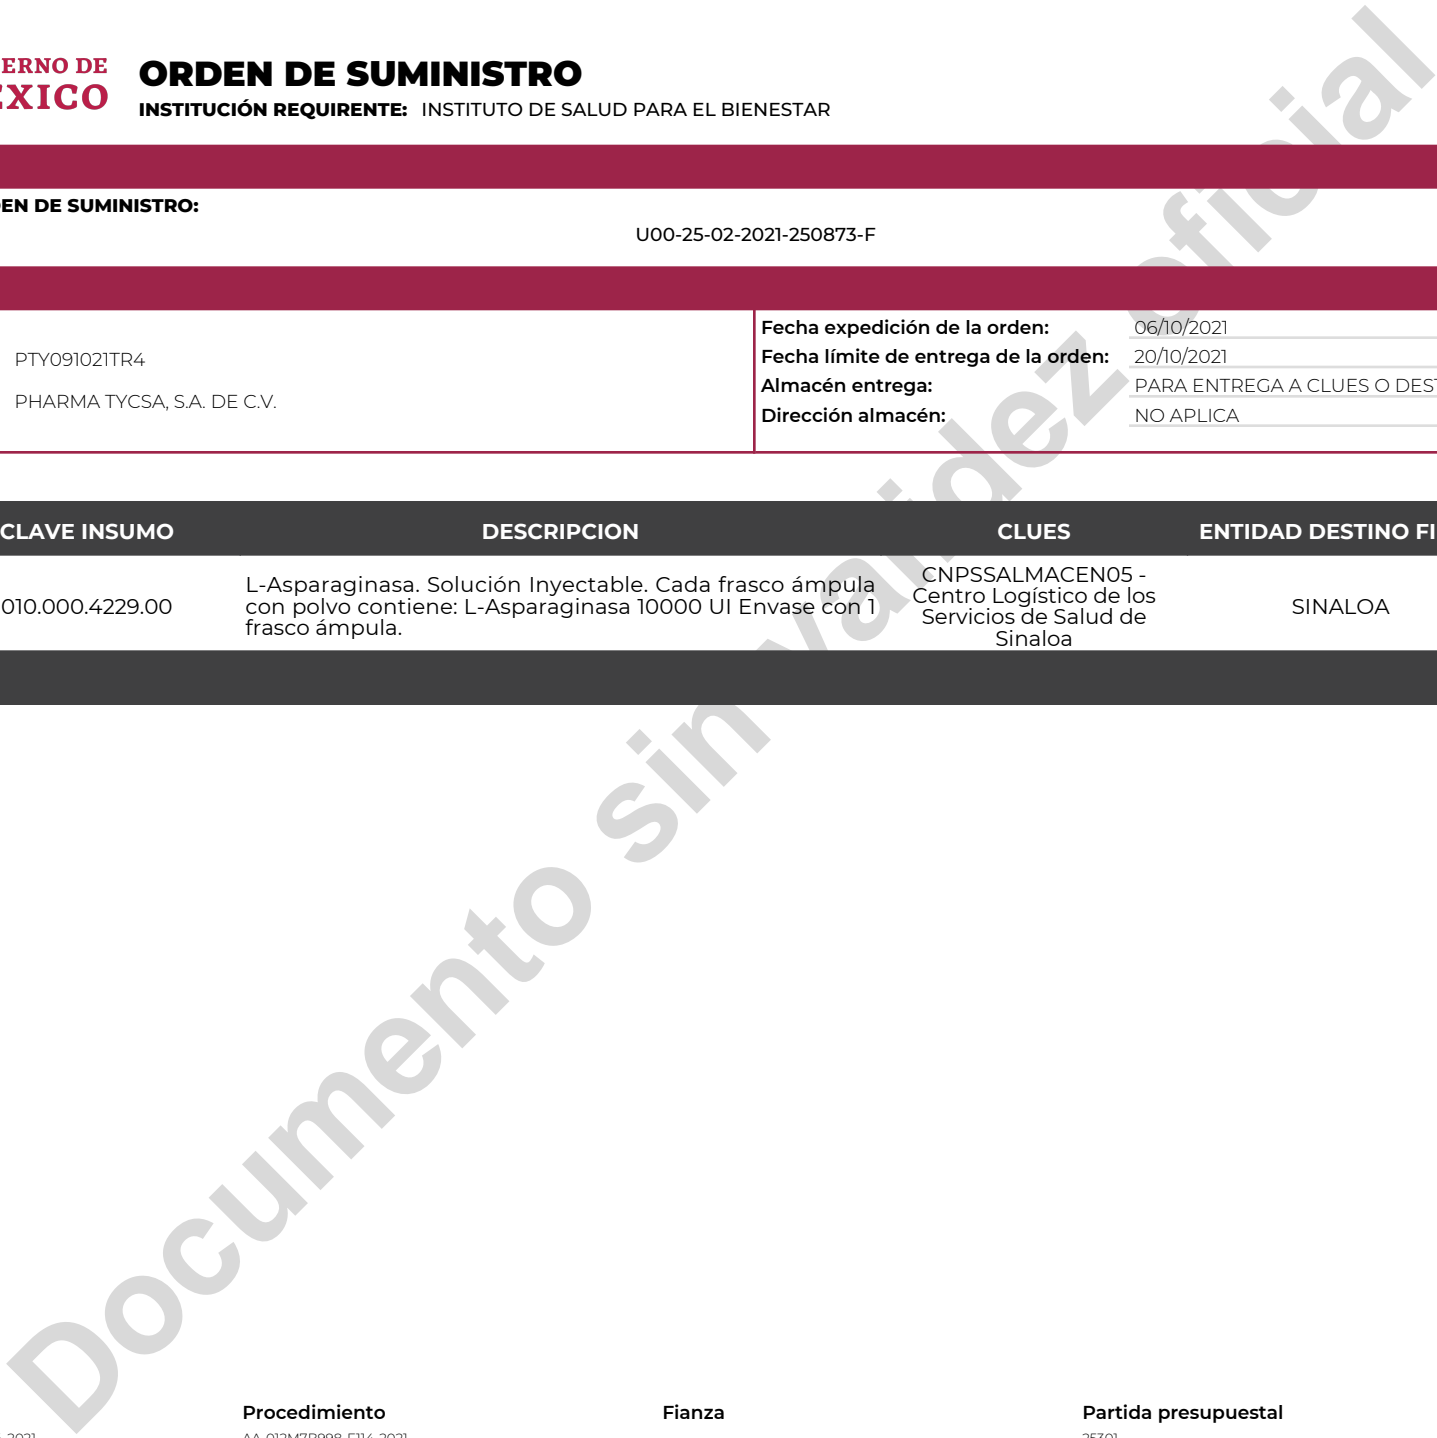 ERNO DE
EXICO
ORDEN DE SUMINISTRO
INSTITUCIÓN REQUIRENTE: INSTITUTO DE SALUD PARA EL BIENESTAR
EN DE SUMINISTRO:
U00-25-02-2021-250873-F
PTY091021TR4
PHARMA TYCSA, S.A. DE C.V.
Fecha expedición de la orden: 06/10/2021
Fecha límite de entrega de la orden: 20/10/2021
Almacén entrega: PARA ENTREGA A CLUES O DEST
Dirección almacén: NO APLICA
CLAVE INSUMO DESCRIPCION CLUES ENTIDAD DESTINO FI
010.000.4229.00
L-Asparaginasa. Solución Inyectable. Cada frasco ámpula
con polvo contiene: L-Asparaginasa 10000 UI Envase con 1
frasco ámpula.
CNPSSALMACEN05 -
Centro Logístico de los
Servicios de Salud de
Sinaloa
SINALOA
Documento sin validez oficial
Procedimiento Fianza Partida presupuestal